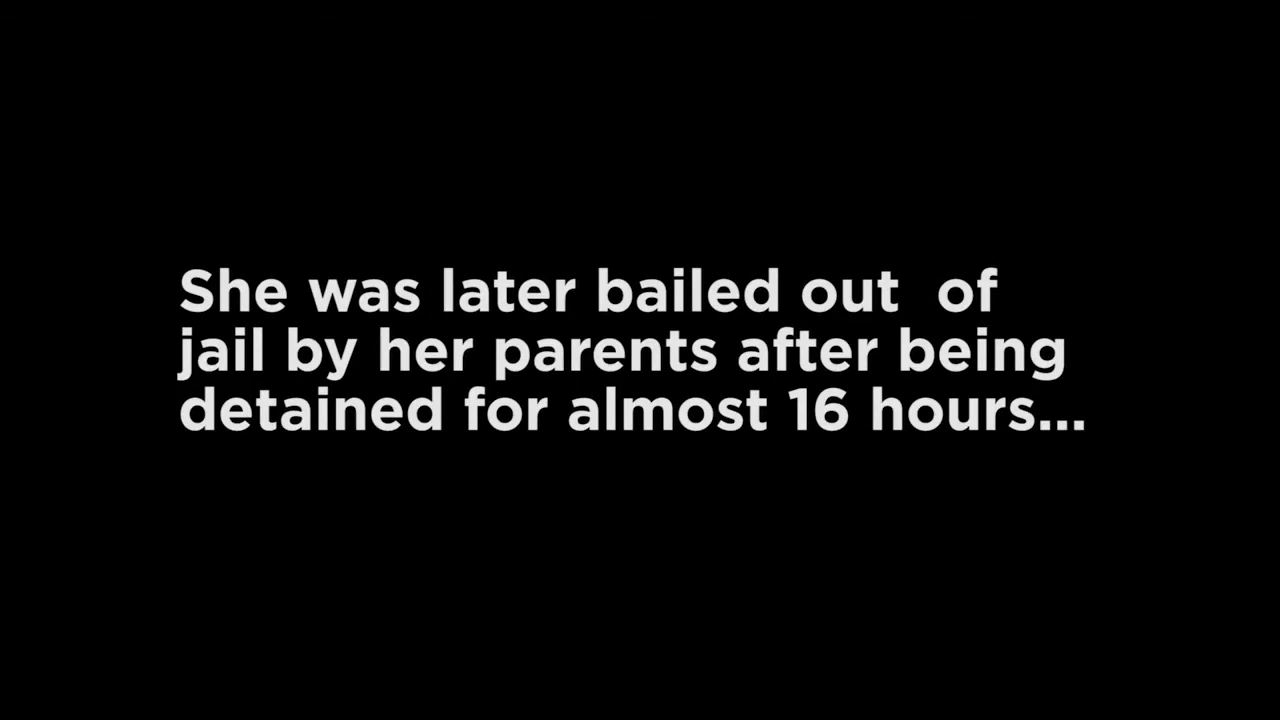 She was later bailed out  of
jail by her parents after being
detained for almost 16 hours...